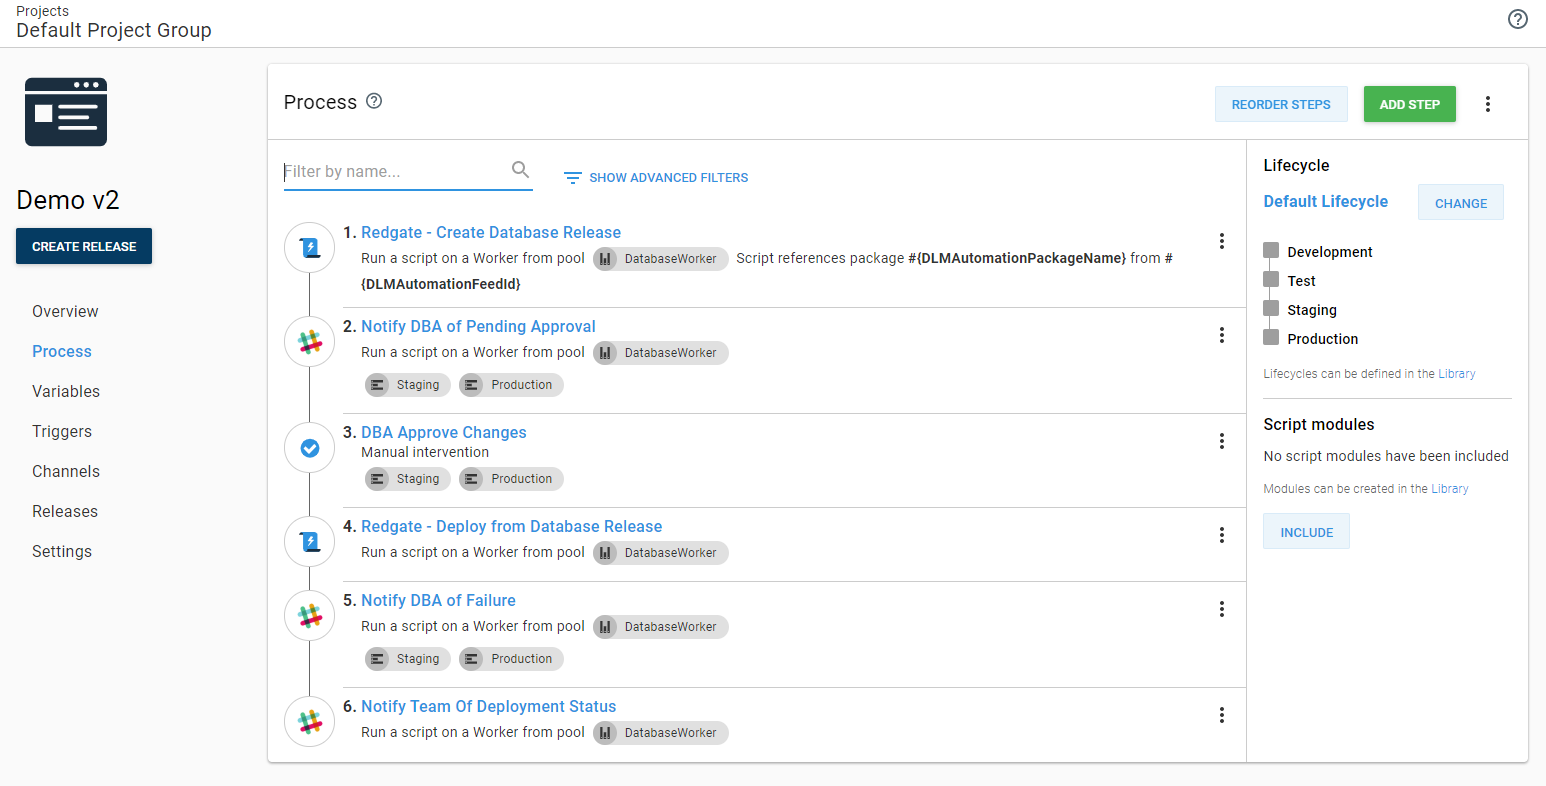 Projects
Default Project Group
Demo v2
CREATE RELEASE
Overview
Process
Variables
Triggers
Channels
Releases
Settings
Process
REORDER STEPS
ADD STEP
Filter by name...
SHOW ADVANCED FILTERS
1. Redgate - Create Database Release
Run a script on a Worker from pool DatabaseWorker Script references package #{DLMAutomationPackageName} from #
{DLMAutomationFeedId}
2. Notify DBA of Pending Approval
Run a script on a Worker from pool DatabaseWorker
Staging Production
3. DBA Approve Changes
Manual intervention
Staging Production
4. Redgate - Deploy from Database Release
Run a script on a Worker from pool DatabaseWorker
5. Notify DBA of Failure
Run a script on a Worker from pool DatabaseWorker
Staging Production
6. Notify Team Of Deployment Status
Run a script on a Worker from pool DatabaseWorker
Lifecycle
Default Lifecycle CHANGE
Development
Test
Staging
Production
Lifecycles can be defined in the Library
Script modules
No script modules have been included
Modules can be created in the Library
INCLUDE